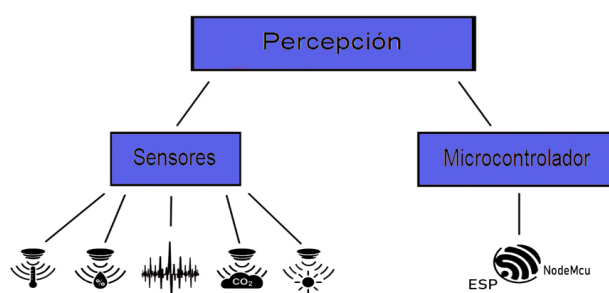 Percepción
Sensores
Microcontrolador
%
CO₂
ESP
NodeMcu